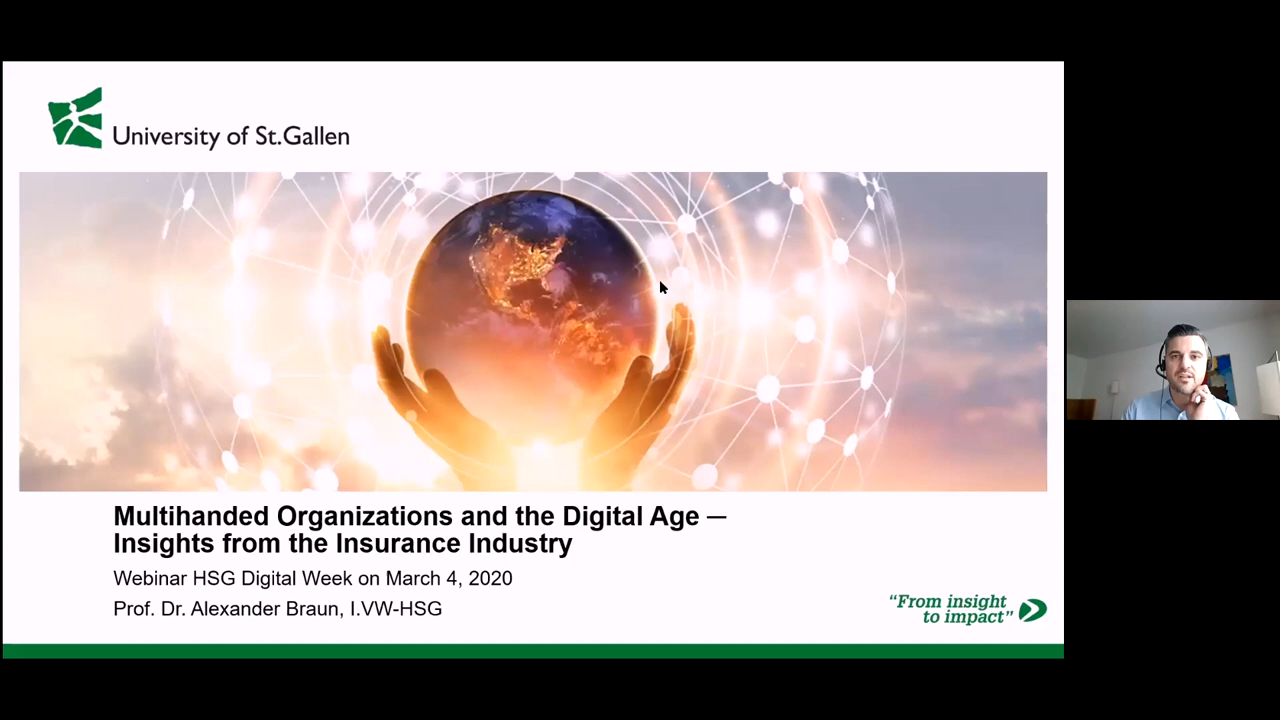 University of St.Gallen
Multihanded Organizations and the Digital Age —
Insights from the Insurance Industry
Webinar HSG Digital Week on March 4, 2020
Prof. Dr. Alexander Braun, I.VW-HSG
“From insight
to impact”